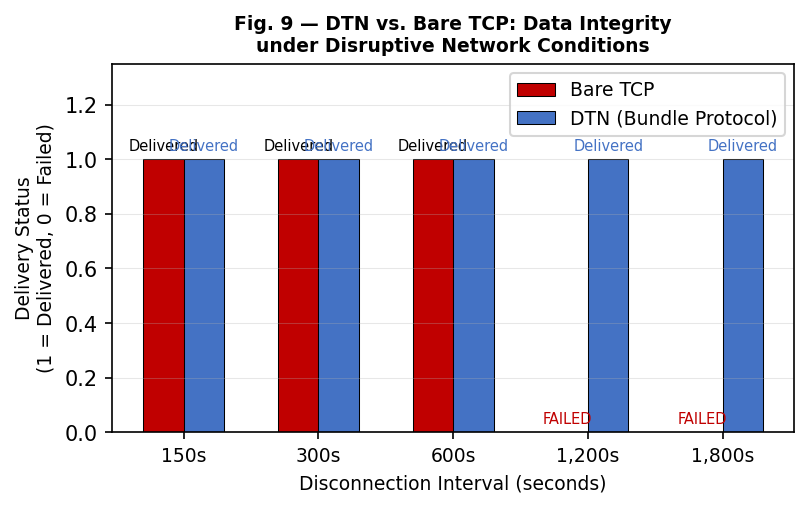 Fig. 9 — DTN vs. Bare TCP: Data Integrity
under Disruptive Network Conditions
Bare TCP
DTN (Bundle Protocol)
Delivery Status
(1 = Delivered, 0 = Failed)
1.2
1.0
0.8
0.6
0.4
0.2
0.0
Delivered
Delivered
Delivered
Delivered
Delivered
Delivered
Delivered
Delivered
FAILED
FAILED
150s
300s
600s
1,200s
1,800s
Disconnection Interval (seconds)